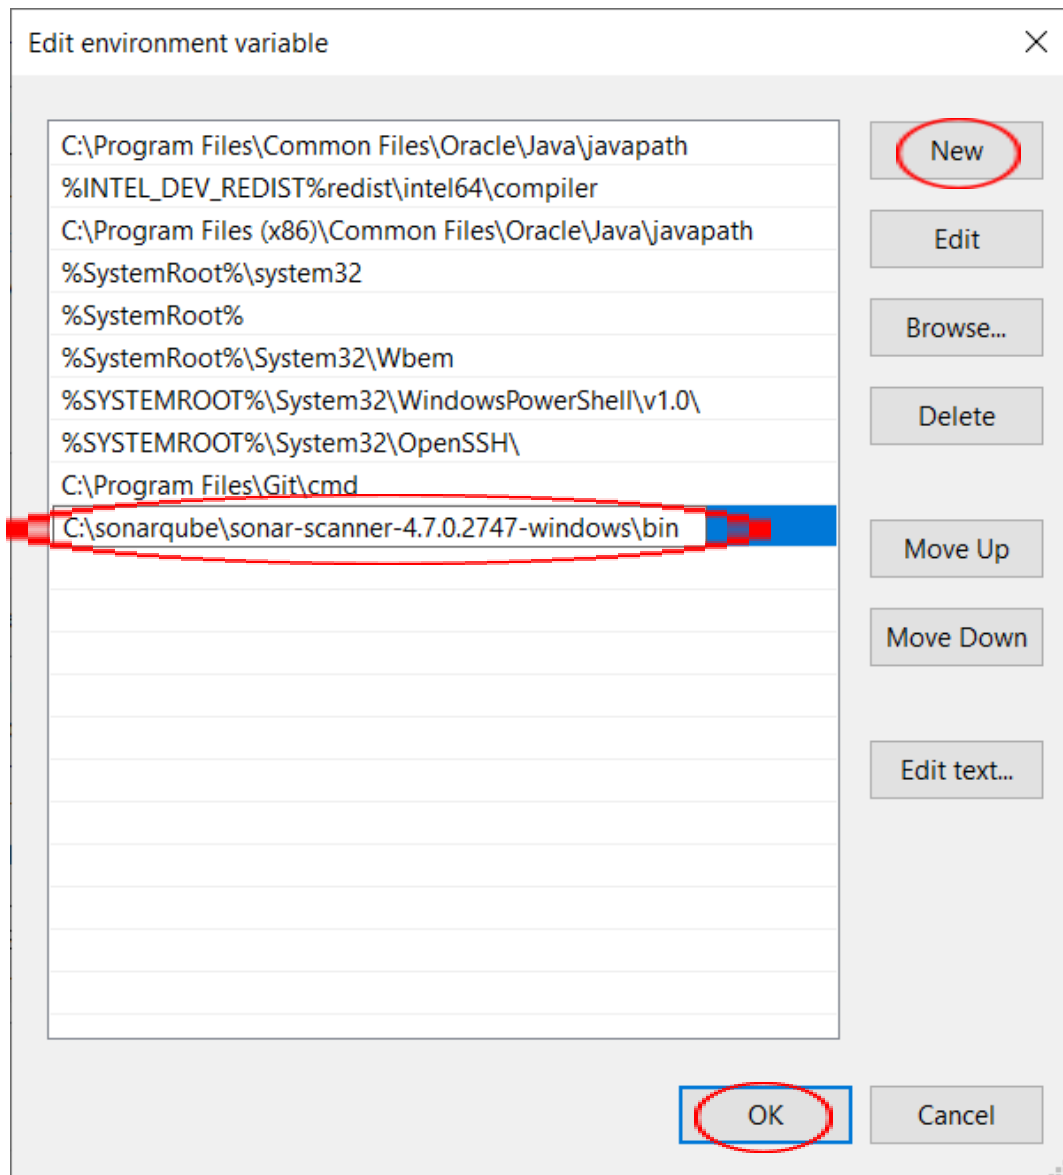 Edit environment variable
C:\Program Files\Common Files\Oracle\Java\javapath
%INTEL_DEV_REDIST%redist\intel64\compiler
C:\Program Files (x86)\Common Files\Oracle\Java\javapath
%SystemRoot%\system32
%SystemRoot%
%SystemRoot%\System32\Wbem
%SYSTEMROOT%\System32\WindowsPowerShell\v1.0\
%SYSTEMROOT%\System32\OpenSSH\
C:\Program Files\Git\cmd
C:\sonarqube\sonar-scanner-4.7.0.2747-windows\bin
New
Edit
Browse...
Delete
Move Up
Move Down
Edit text...
OK
Cancel